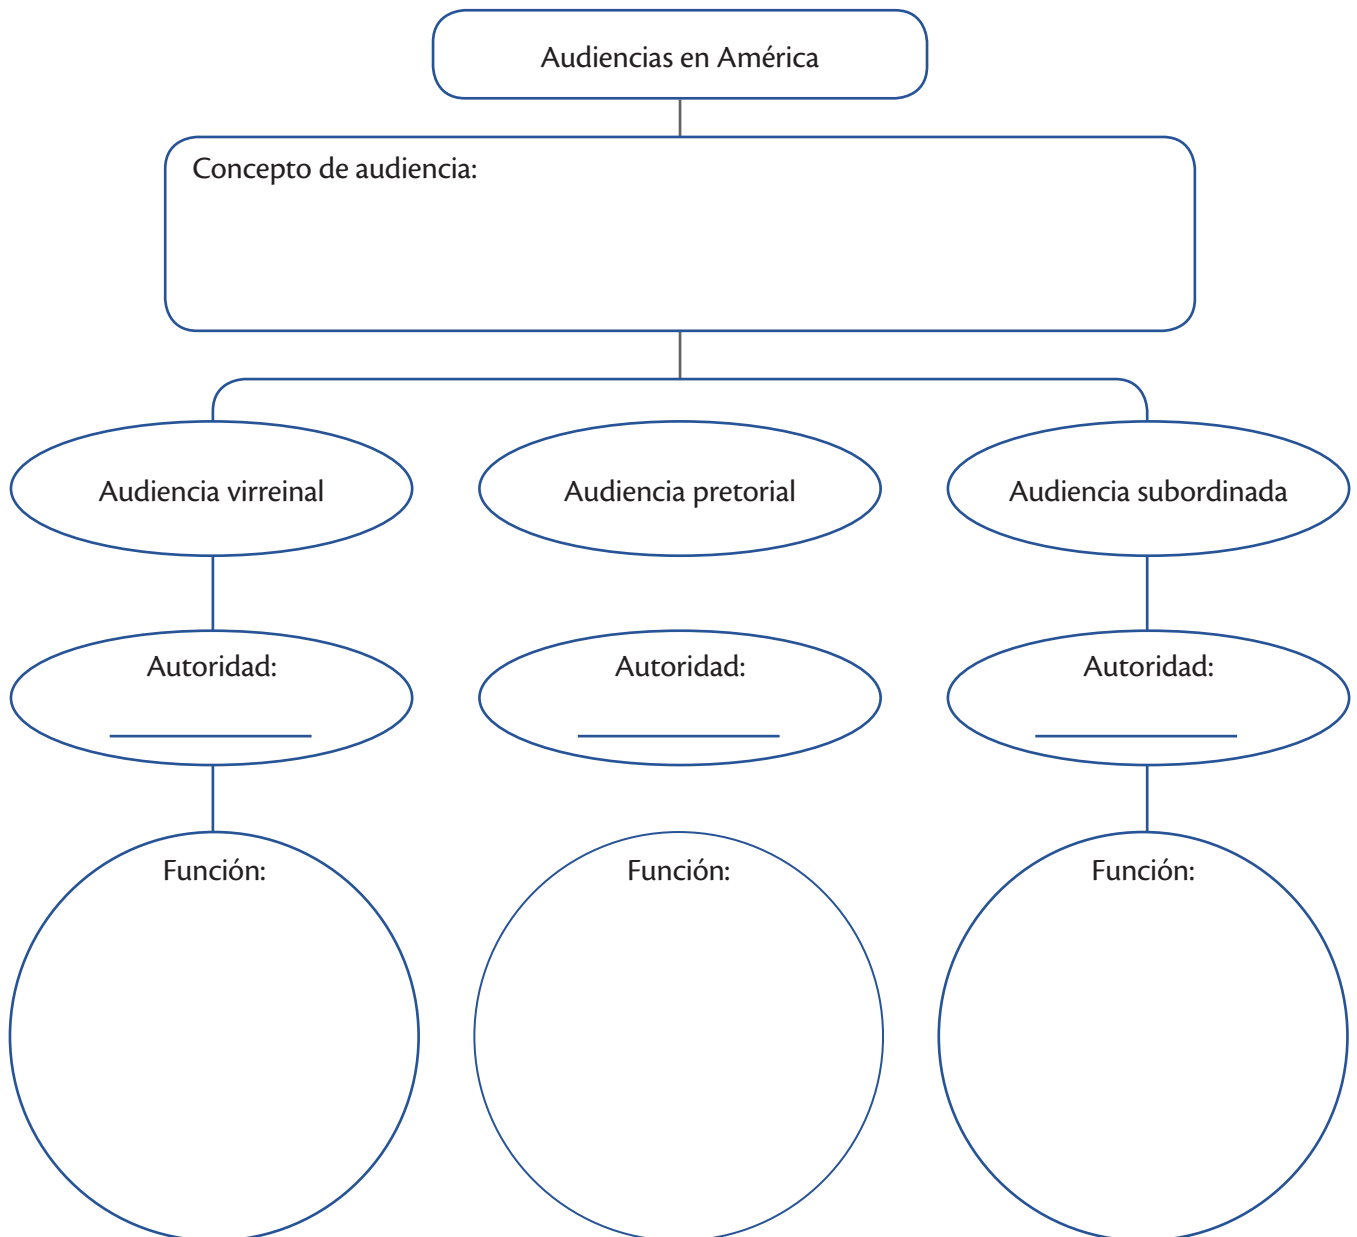 Audiencias en América
Concepto de audiencia:
Audiencia virreinal
Audiencia pretorial
Audiencia subordinada
Autoridad:
Autoridad:
Autoridad:
Función:
Función:
Función: